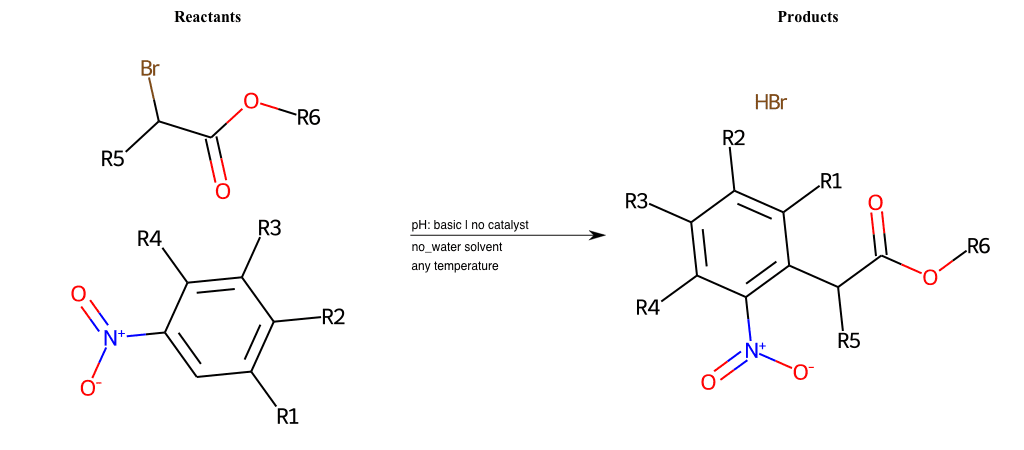 Reactants
Products
Br
O
R6
R5
O
HBr
R2
R1
R3
O
R6
O
R4
R5
N+
O
O-
pH: basic | no catalyst
no_water solvent
any temperature
R4
R3
O
N+
R2
O-
R1